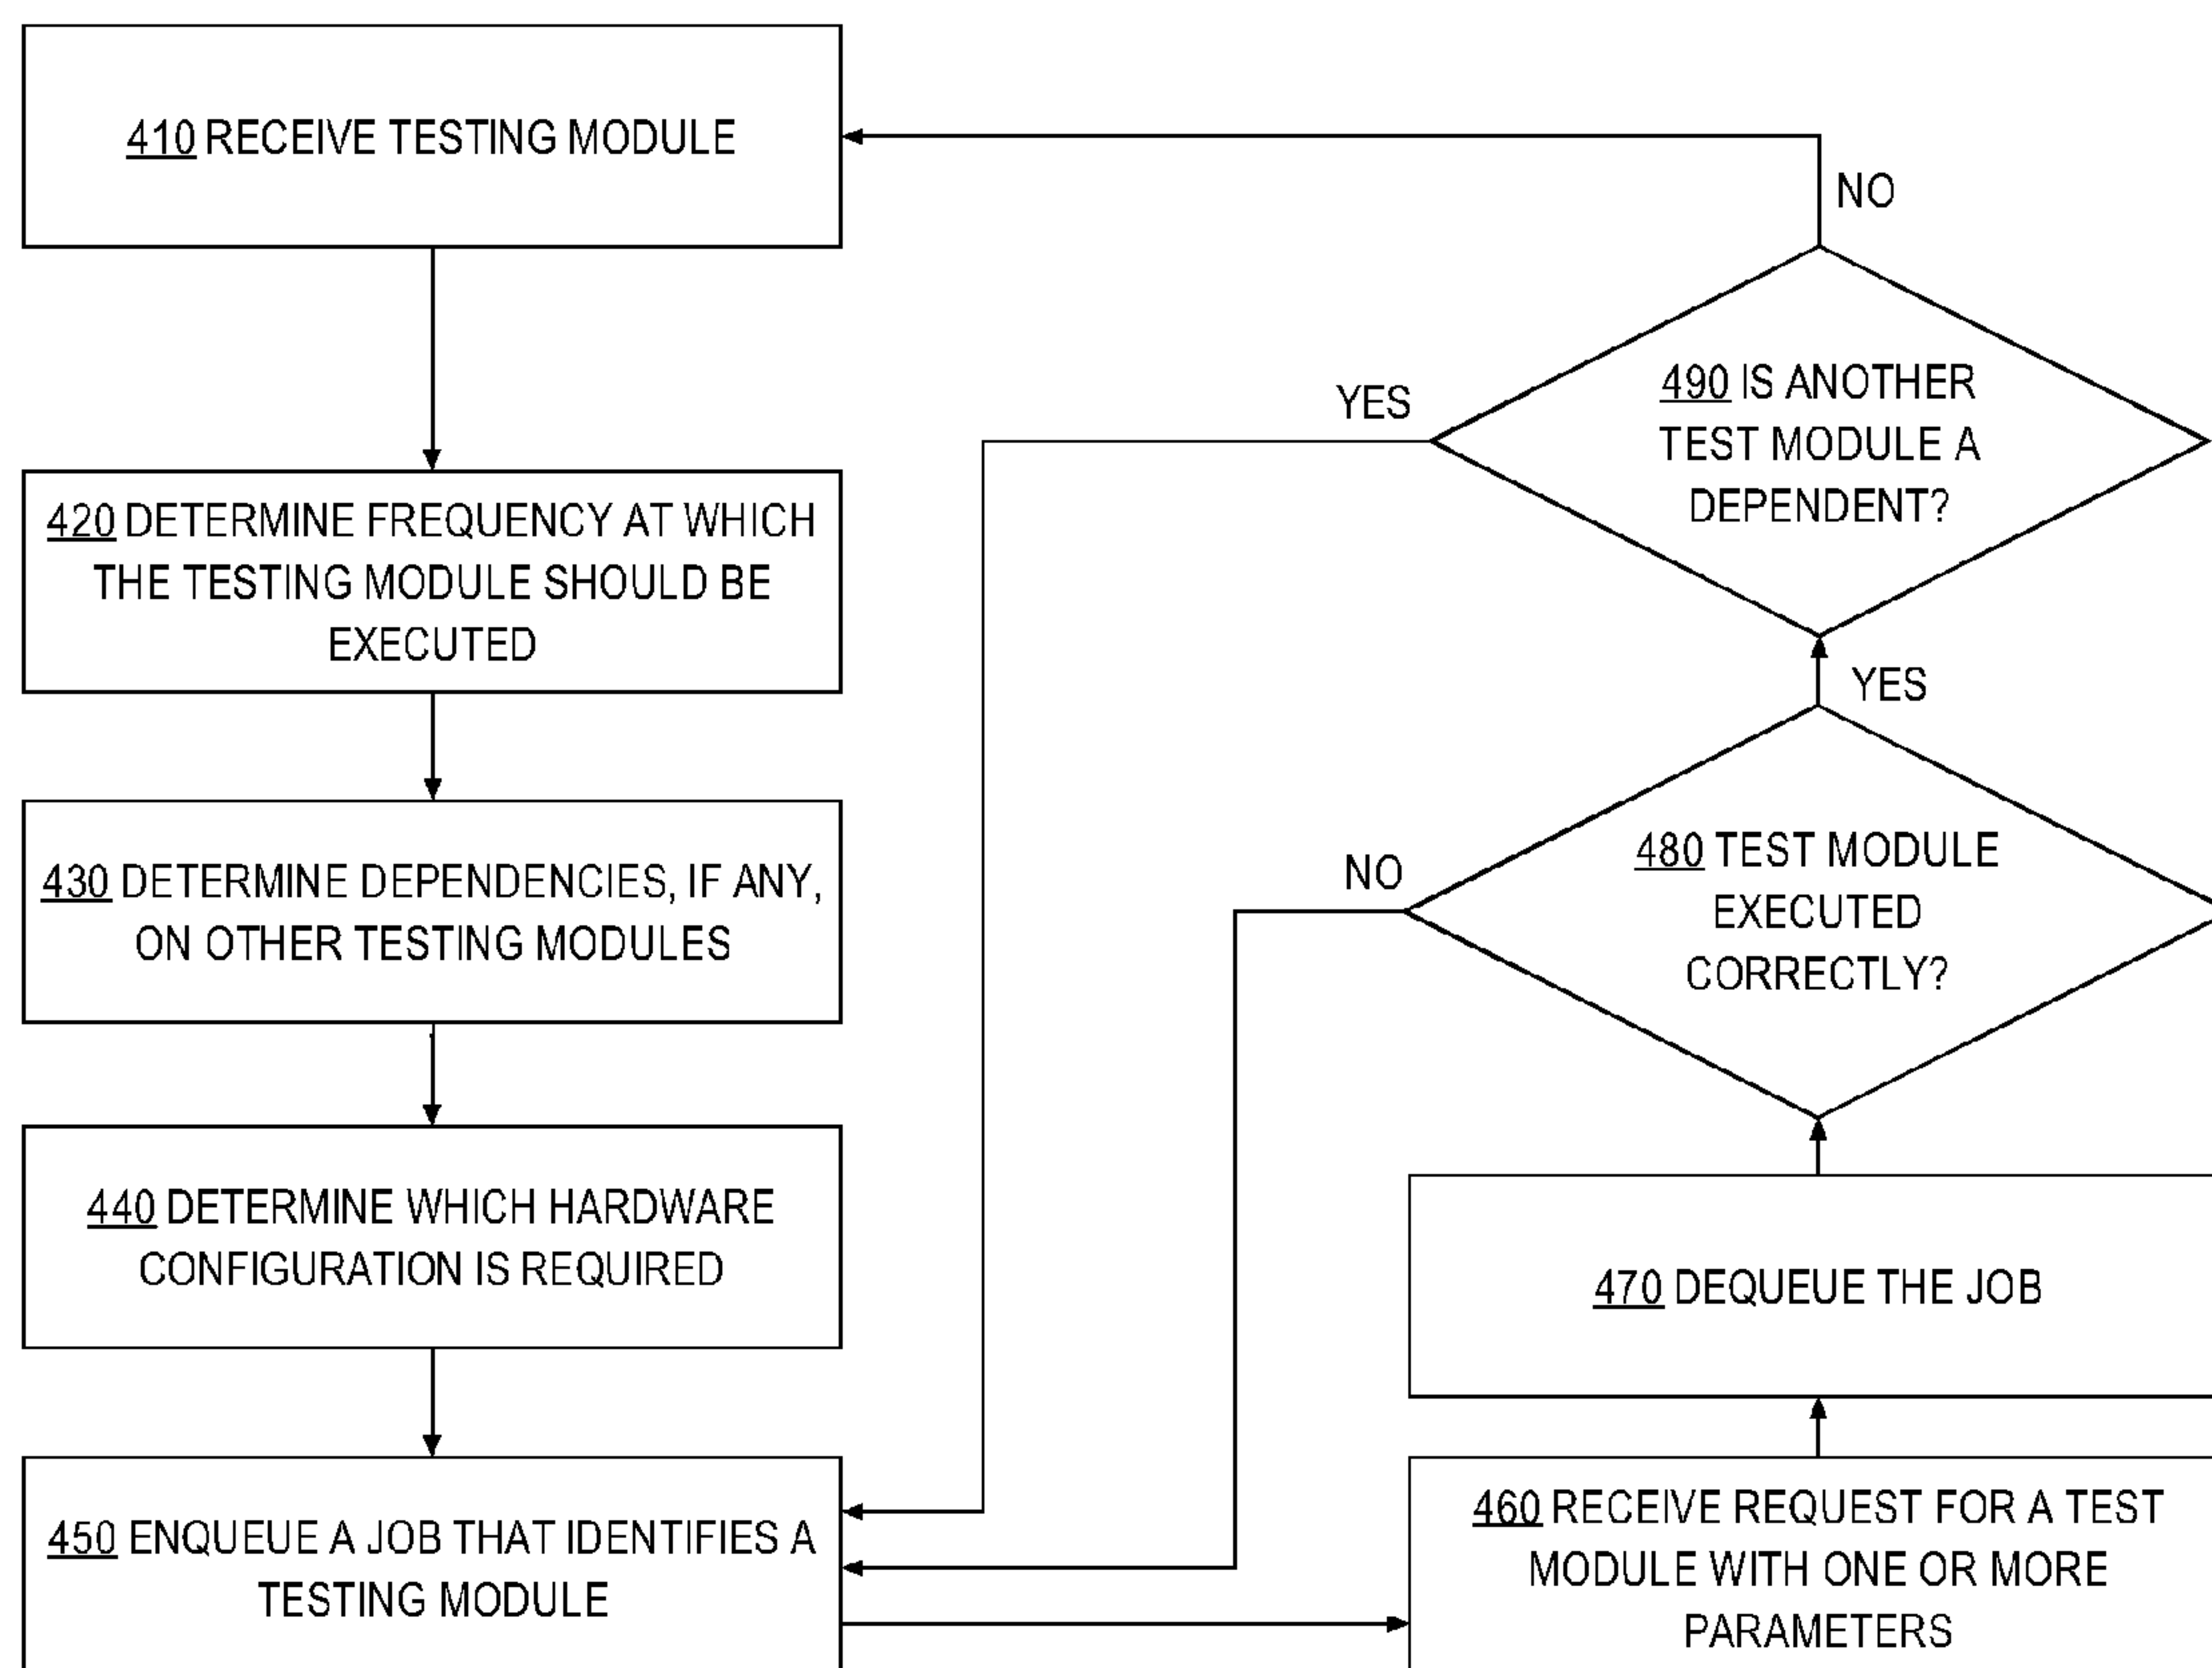 410 RECEIVE TESTING MODULE
420 DETERMINE FREQUENCY AT WHICH
THE TESTING MODULE SHOULD BE
EXECUTED
430 DETERMINE DEPENDENCIES, IF ANY,
ON OTHER TESTING MODULES
440 DETERMINE WHICH HARDWARE
CONFIGURATION IS REQUIRED
450 ENQUEUE A JOB THAT IDENTIFIES A
TESTING MODULE
460 RECEIVE REQUEST FOR A TEST
MODULE WITH ONE OR MORE
PARAMETERS
470 DEQUEUE THE JOB
480 TEST MODULE
EXECUTED
CORRECTLY?
NO
YES
490 IS ANOTHER
TEST MODULE A
DEPENDENT?
YES
NO